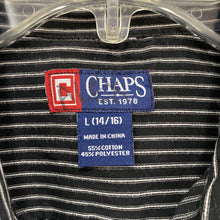 CHAPS
EST. 1978
L (14/16)
MADE IN CHINA
55% COTTON
45% POLYESTER